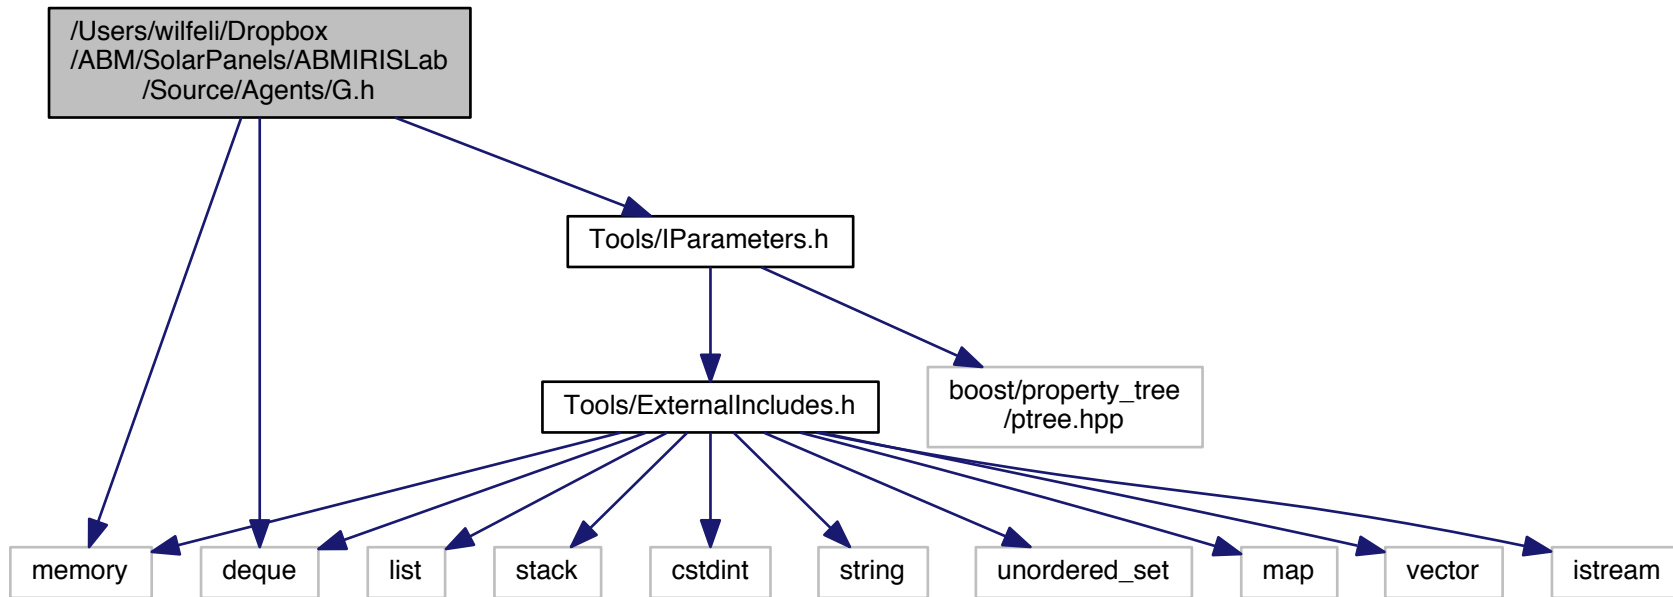 /Users/wilfeli/Dropbox
/ABM/SolarPanels/ABMIRISLab
/Source/Agents/G.h
Tools/IParameters.h
Tools/ExternalIncludes.h
boost/property_tree
/ptree.hpp
memory
deque
list
stack
cstdint
string
unordered_set
map
vector
istream